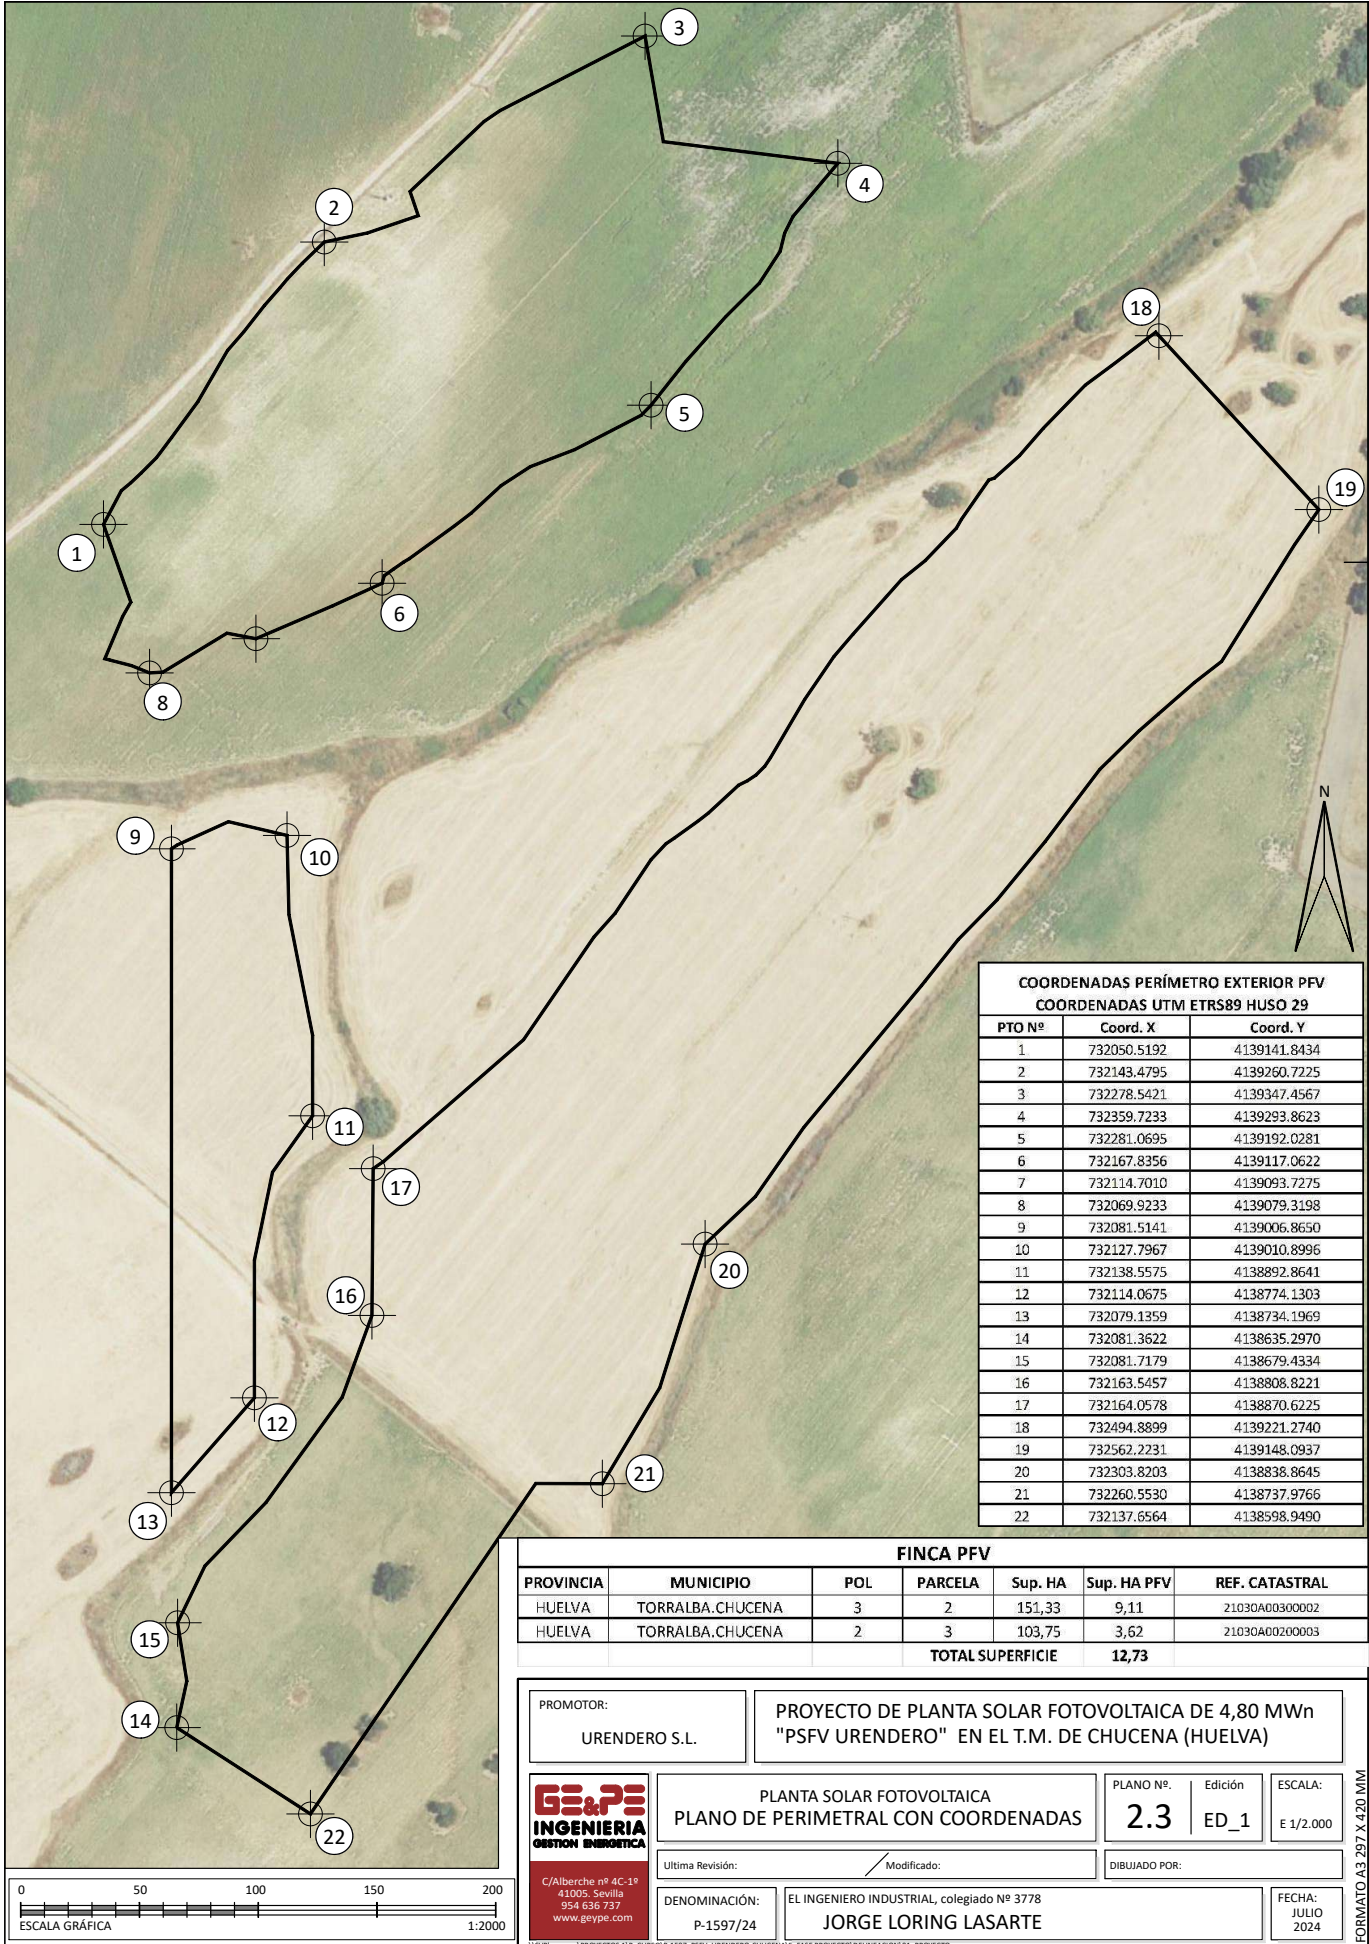 3
4
2
18
5
19
1
6
8
N
9
10
11
17
16
20
12
21
13
15
14
22
COORDENADAS PERÍMETRO EXTERIOR PFV
COORDENADAS UTM ETRS89 HUSO 29
PTO Nº Coord. X Coord. Y
1 732050.5192 4139141.8434
2 732143.4795 4139260.7225
3 732278.5421 4139347.4567
4 732359.7233 4139293.8623
5 732281.0695 4139192.0281
6 732167.8356 4139117.0622
7 732114.7010 4139093.7275
8 732069.9233 4139079.3198
9 732081.5141 4139006.8650
10 732127.7967 4139010.8996
11 732138.5575 4138892.8641
12 732114.0675 4138774.1303
13 732079.1359 4138734.1969
14 732081.3622 4138635.2970
15 732081.7179 4138679.4334
16 732163.5457 4138808.8221
17 732164.0578 4138870.6225
18 732494.8899 4139221.2740
19 732562.2231 4139148.0937
20 732303.8203 4138838.8645
21 732260.5530 4138737.9766
22 732137.6564 4138598.9490
FINCA PFV
PROVINCIA MUNICIPIO POL PARCELA Sup. HA Sup. HA PFV REF. CATASTRAL
HUELVA TORRALBA.CHUCENA 3 2 151,33 9,11 21030A00300002
HUELVA TORRALBA.CHUCENA 2 3 103,75 3,62 21030A00200003
TOTAL SUPERFICIE 12,73
PROMOTOR:
URENDERO S.L.
PROYECTO DE PLANTA SOLAR FOTOVOLTAICA DE 4,80 MWn
"PSFV URENDERO" EN EL T.M. DE CHUCENA (HUELVA)
GE&PE
INGENIERIA
GESTION ENERGETICA
C/Alberche nº 4C-1º
41005. Sevilla
954 636 737
www.geype.com
PLANTA SOLAR FOTOVOLTAICA
PLANO DE PERIMETRAL CON COORDENADAS
PLANO Nº.
2.3
Edición
ED_1
ESCALA:
E 1/2.000
Ultima Revisión: / Modificado:
DIBUJADO POR:
DENOMINACIÓN:
P-1597/24
EL INGENIERO INDUSTRIAL, colegiado Nº 3778
JORGE LORING LASARTE
FECHA:
JULIO
2024
FORMATO A3 297 X 420 MM
0 50 100 150 200
ESCALA GRÁFICA 1:2000